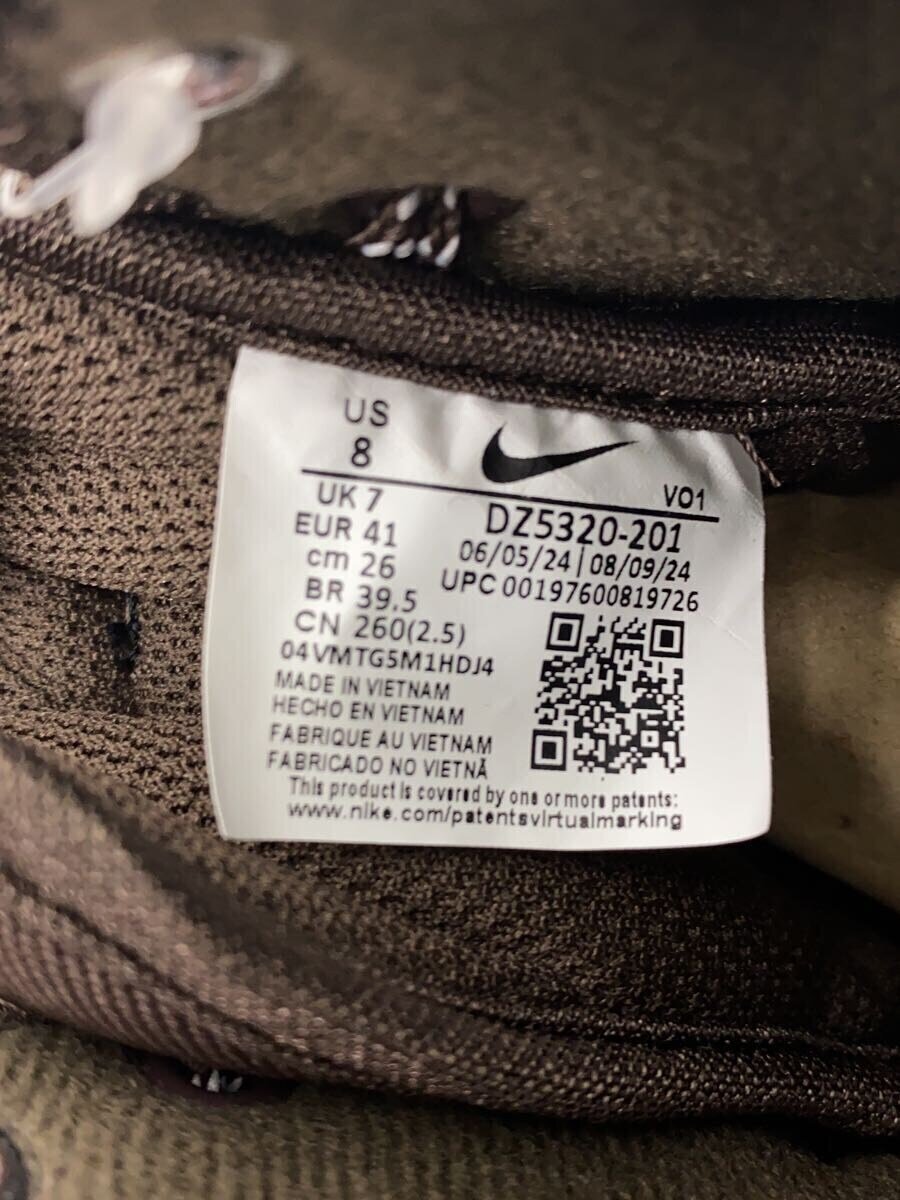 US
8
VO1
UK 7
DZ5320-201
EUR 41
06/05/24 | 08/09/24
cm 26
UPC 00197600819726
BR 39.5
CN 260(2.5)
04VMTG5M1HDJ4
MADE IN VIETNAM
HECHO EN VIETNAM
FABRIQUE AU VIETNAM
FABRICADO NO VIETNÃ
This product is covered by one or more patents:
www.nike.com/patentsvirtualmarking